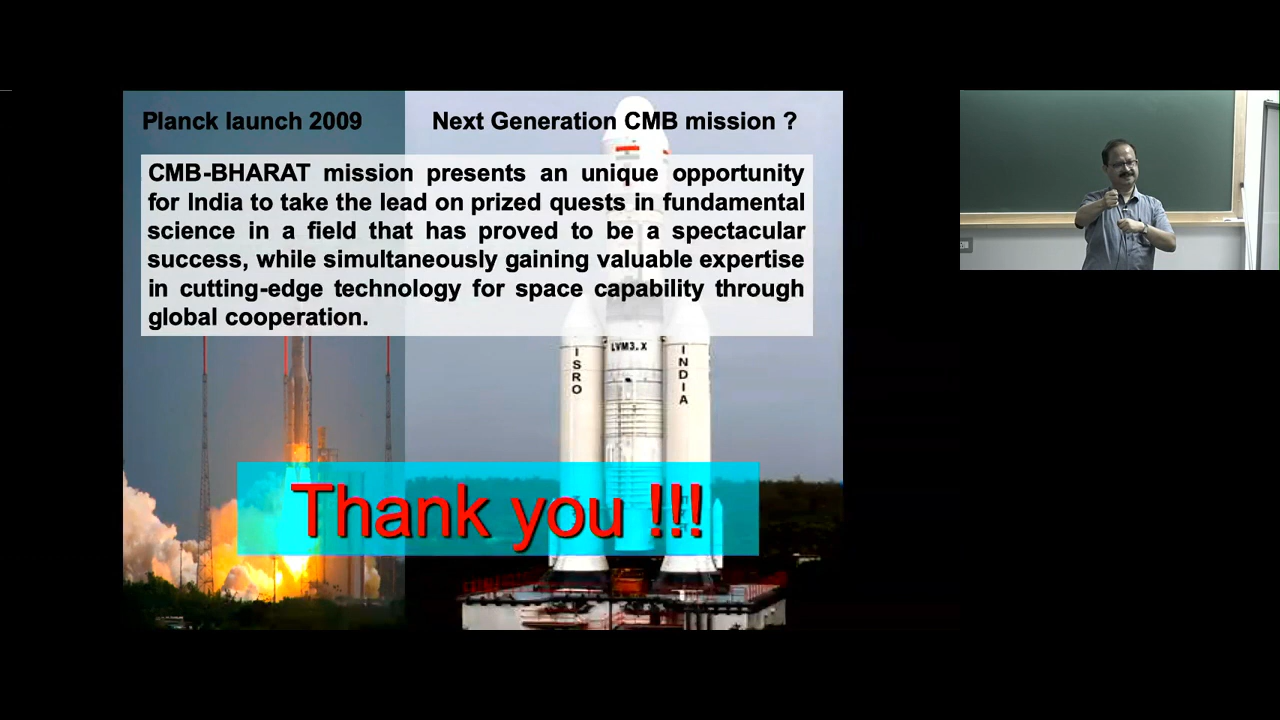 Planck launch 2009
Next Generation CMB mission ?
CMB-BHARAT mission presents an unique opportunity
for India to take the lead on prized quests in fundamental
science in a field that has proved to be a spectacular
success, while simultaneously gaining valuable expertise
in cutting-edge technology for space capability through
global cooperation.
LVM3.X
ISRO
INDIA
Thank you !!!